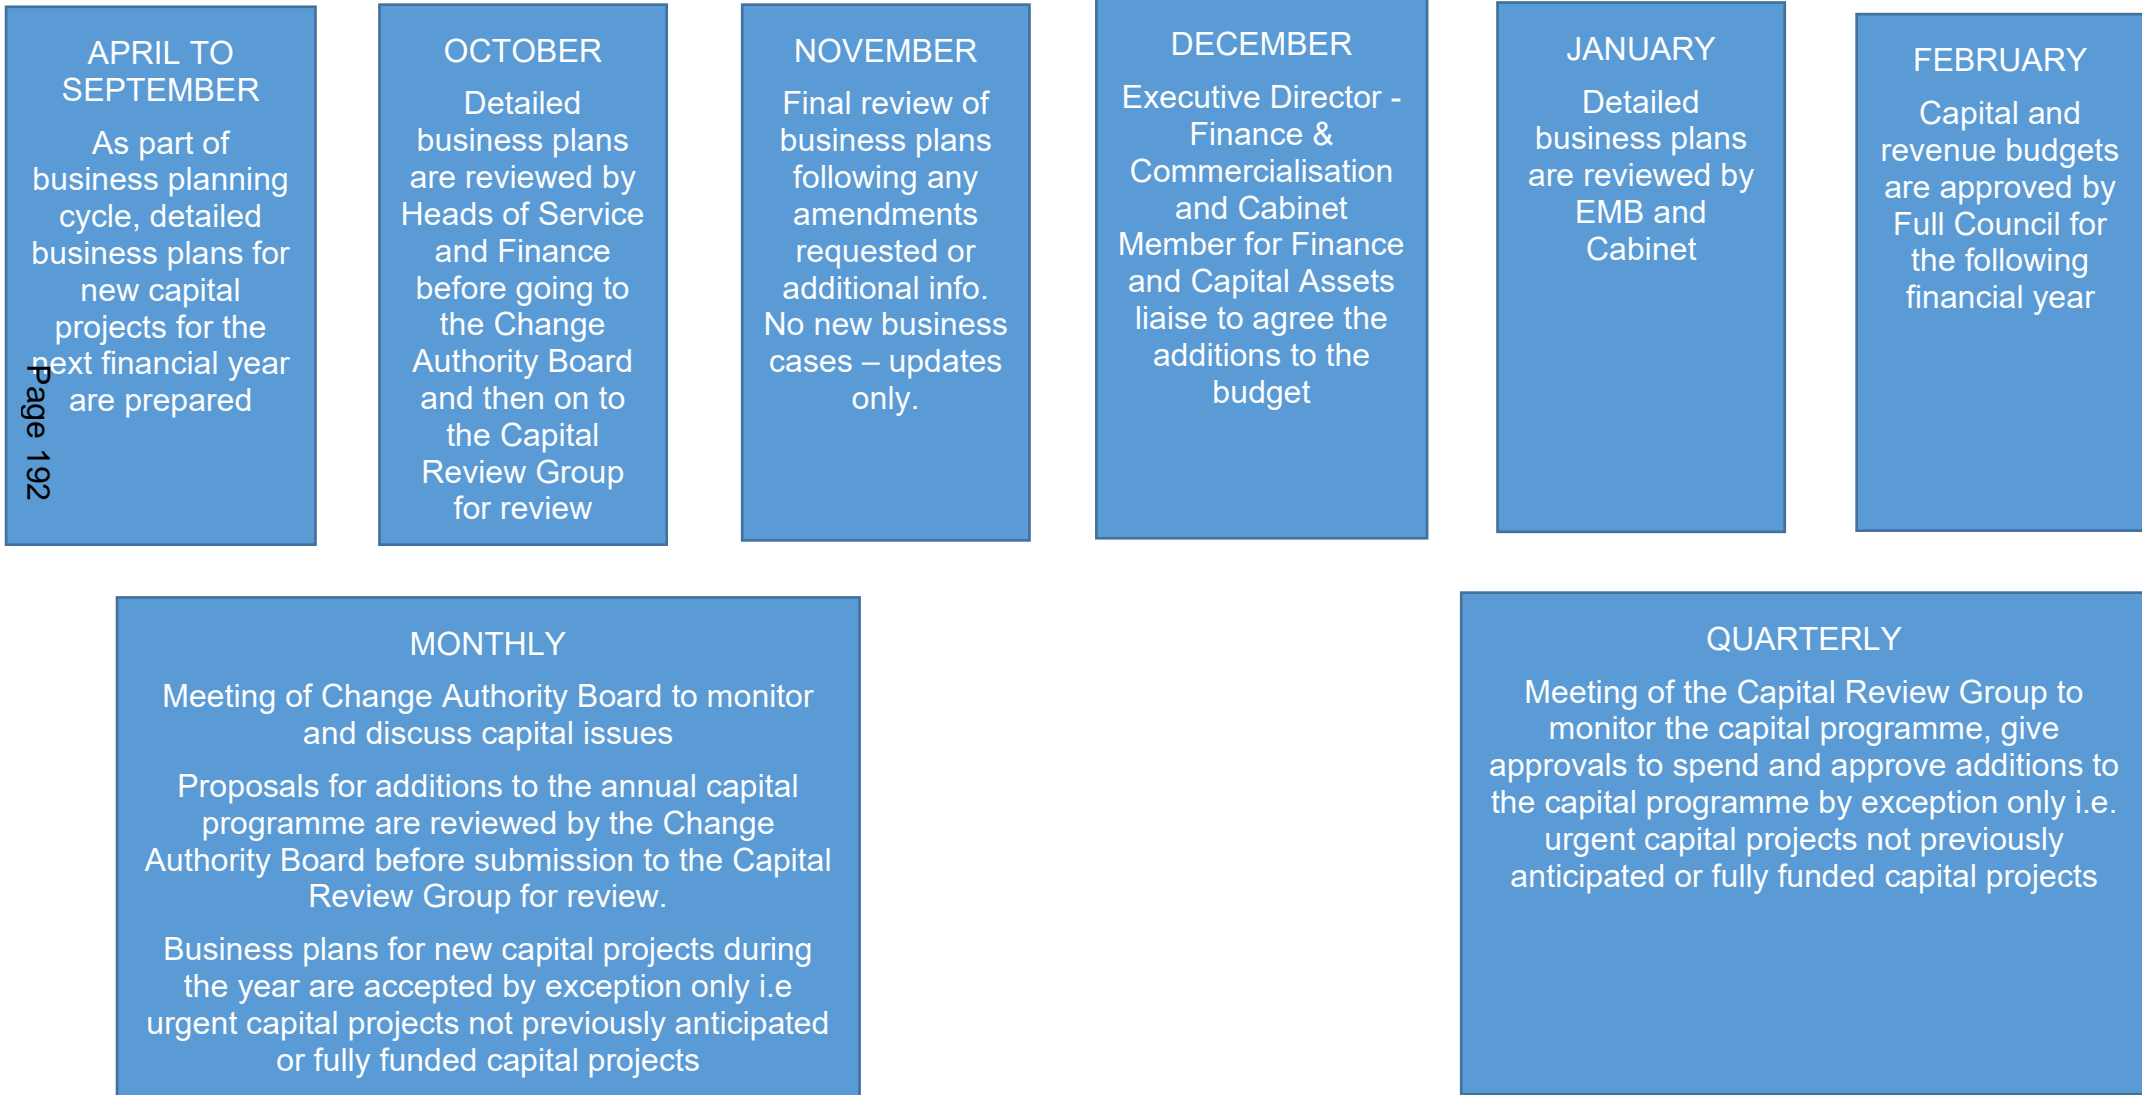 APRIL TO
SEPTEMBER
As part of
business planning
cycle, detailed
business plans for
new capital
projects for the
next financial year
are prepared
Page 192
OCTOBER
Detailed
business plans
are reviewed by
Heads of Service
and Finance
before going to
the Change
Authority Board
and then on to
the Capital
Review Group
for review
NOVEMBER
Final review of
business plans
following any
amendments
requested or
additional info.
No new business
cases – updates
only.
DECEMBER
Executive Director -
Finance &
Commercialisation
and Cabinet
Member for Finance
and Capital Assets
liaise to agree the
additions to the
budget
JANUARY
Detailed
business plans
are reviewed by
EMB and
Cabinet
FEBRUARY
Capital and
revenue budgets
are approved by
Full Council for
the following
financial year
MONTHLY
Meeting of Change Authority Board to monitor
and discuss capital issues
Proposals for additions to the annual capital
programme are reviewed by the Change
Authority Board before submission to the Capital
Review Group for review.
Business plans for new capital projects during
the year are accepted by exception only i.e
urgent capital projects not previously anticipated
or fully funded capital projects
QUARTERLY
Meeting of the Capital Review Group to
monitor the capital programme, give
approvals to spend and approve additions to
the capital programme by exception only i.e.
urgent capital projects not previously
anticipated or fully funded capital projects